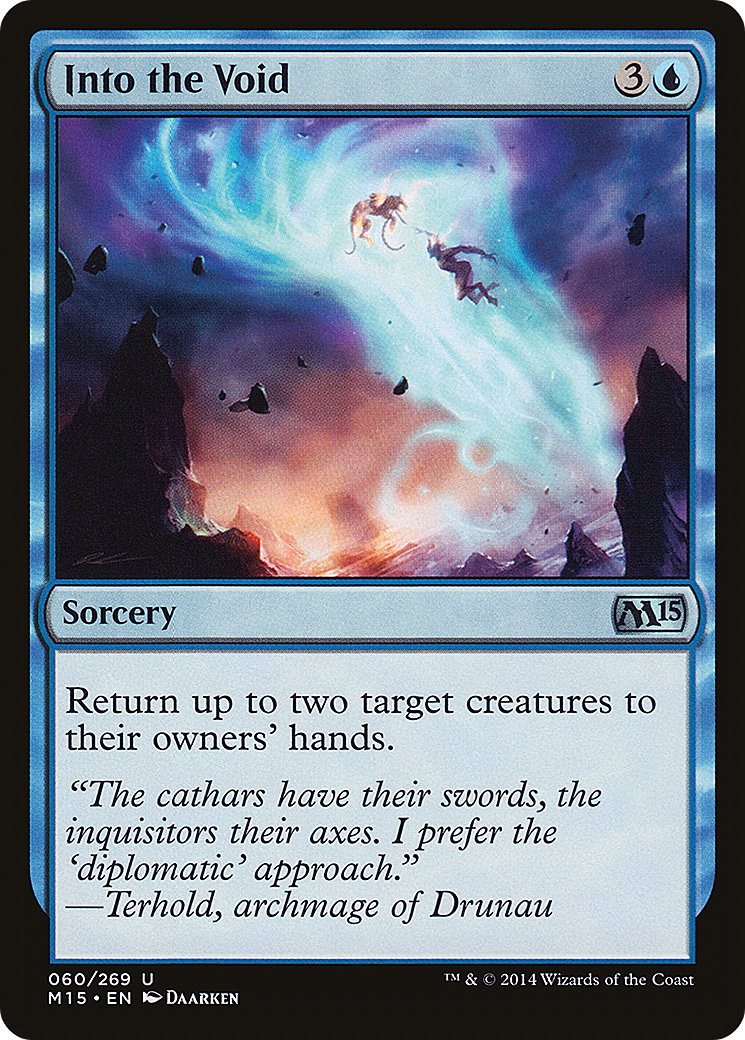 Into the Void
3
Sorcery
M15
Return up to two target creatures to
their owners’ hands.
“The cathars have their swords, the
inquisitors their axes. I prefer the
‘diplomatic’ approach.”
—Terhold, archmage of Drunau
060/269 U
™ & © 2014 Wizards of the Coast
M15 • EN DAARKEN